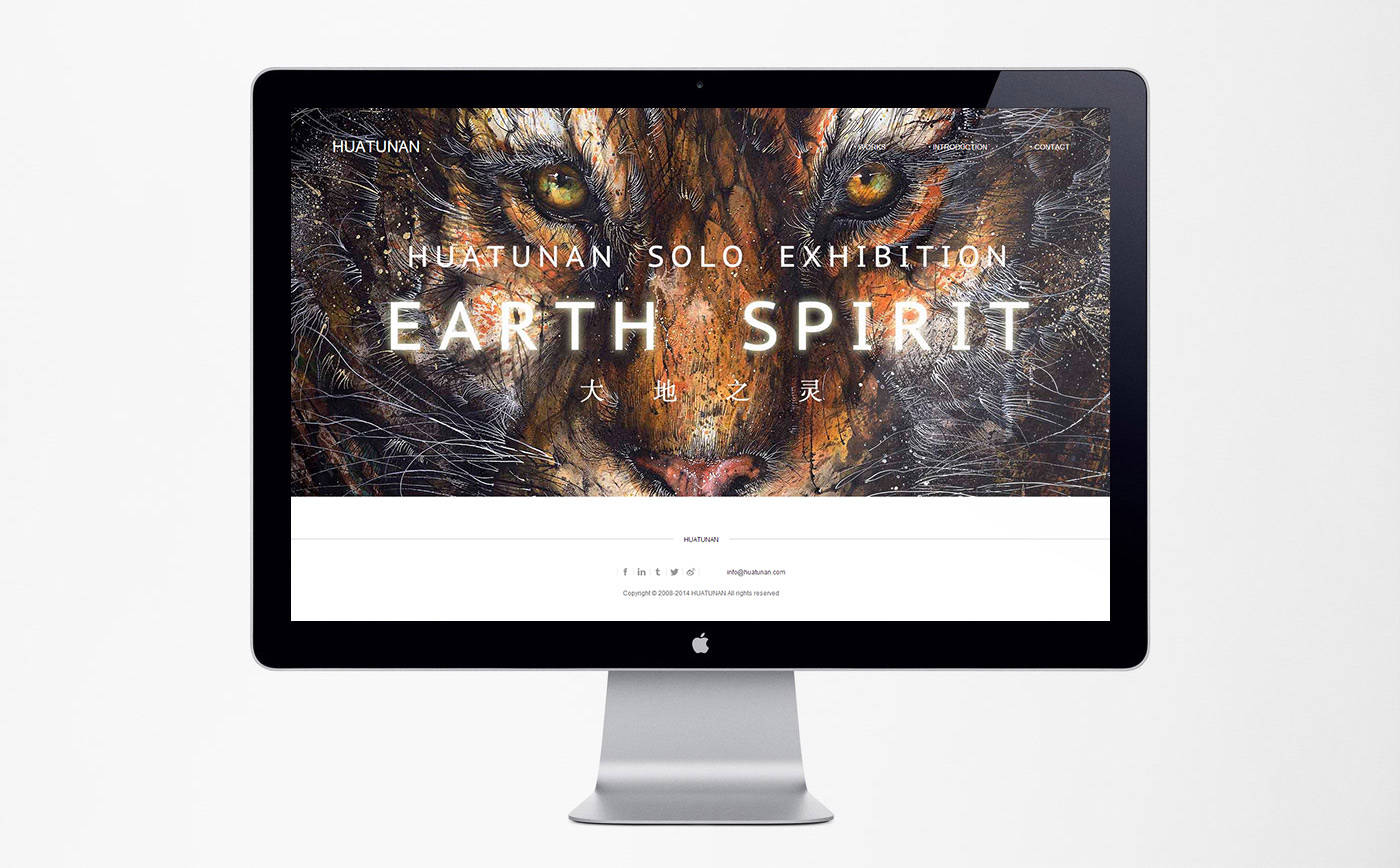 HUATUNAN
• WORKS • INTRODUCTION • CONTACT
HUATUNAN SOLO EXHIBITION
EARTH SPIRIT
大地之灵
HUATUNAN
info@huatunan.com
Copyright © 2008-2014 HUATUNAN.All rights reserved